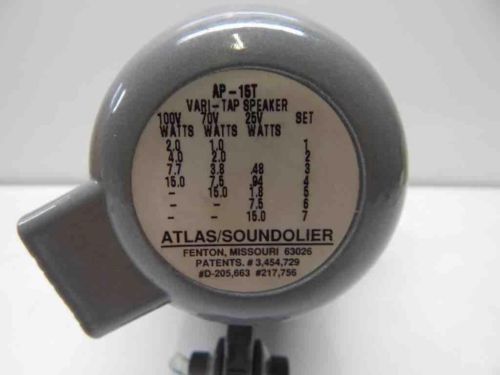 AP-15T
VARI-TAP SPEAKER
100V 70V 25V SET
WATTS WATTS WATTS
2.0 1.0 1
4.0 2.0 2
7.7 3.8 .48 3
15.0 7.5 .94 4
- 15.0 1.8 5
- - 7.5 6
- - 15.0 7
ATLAS/SOUNDOLIER
FENTON, MISSOURI 63026
PATENTS. # 3,454,729
#D-205,663 #217,756